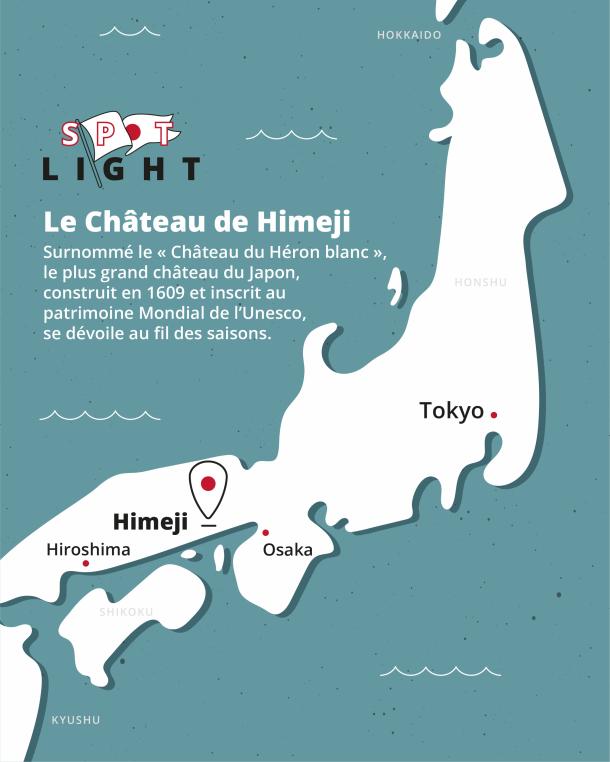 HOKKAIDO
SPOT
LIGHT
Le Château de Himeji
Surnommé le « Château du Héron blanc »,
le plus grand château du Japon,
construit en 1609 et inscrit au
patrimoine Mondial de l’Unesco,
se dévoile au fil des saisons.
HONSHU
Tokyo
Himeji
Hiroshima
Osaka
SHIKOKU
KYUSHU